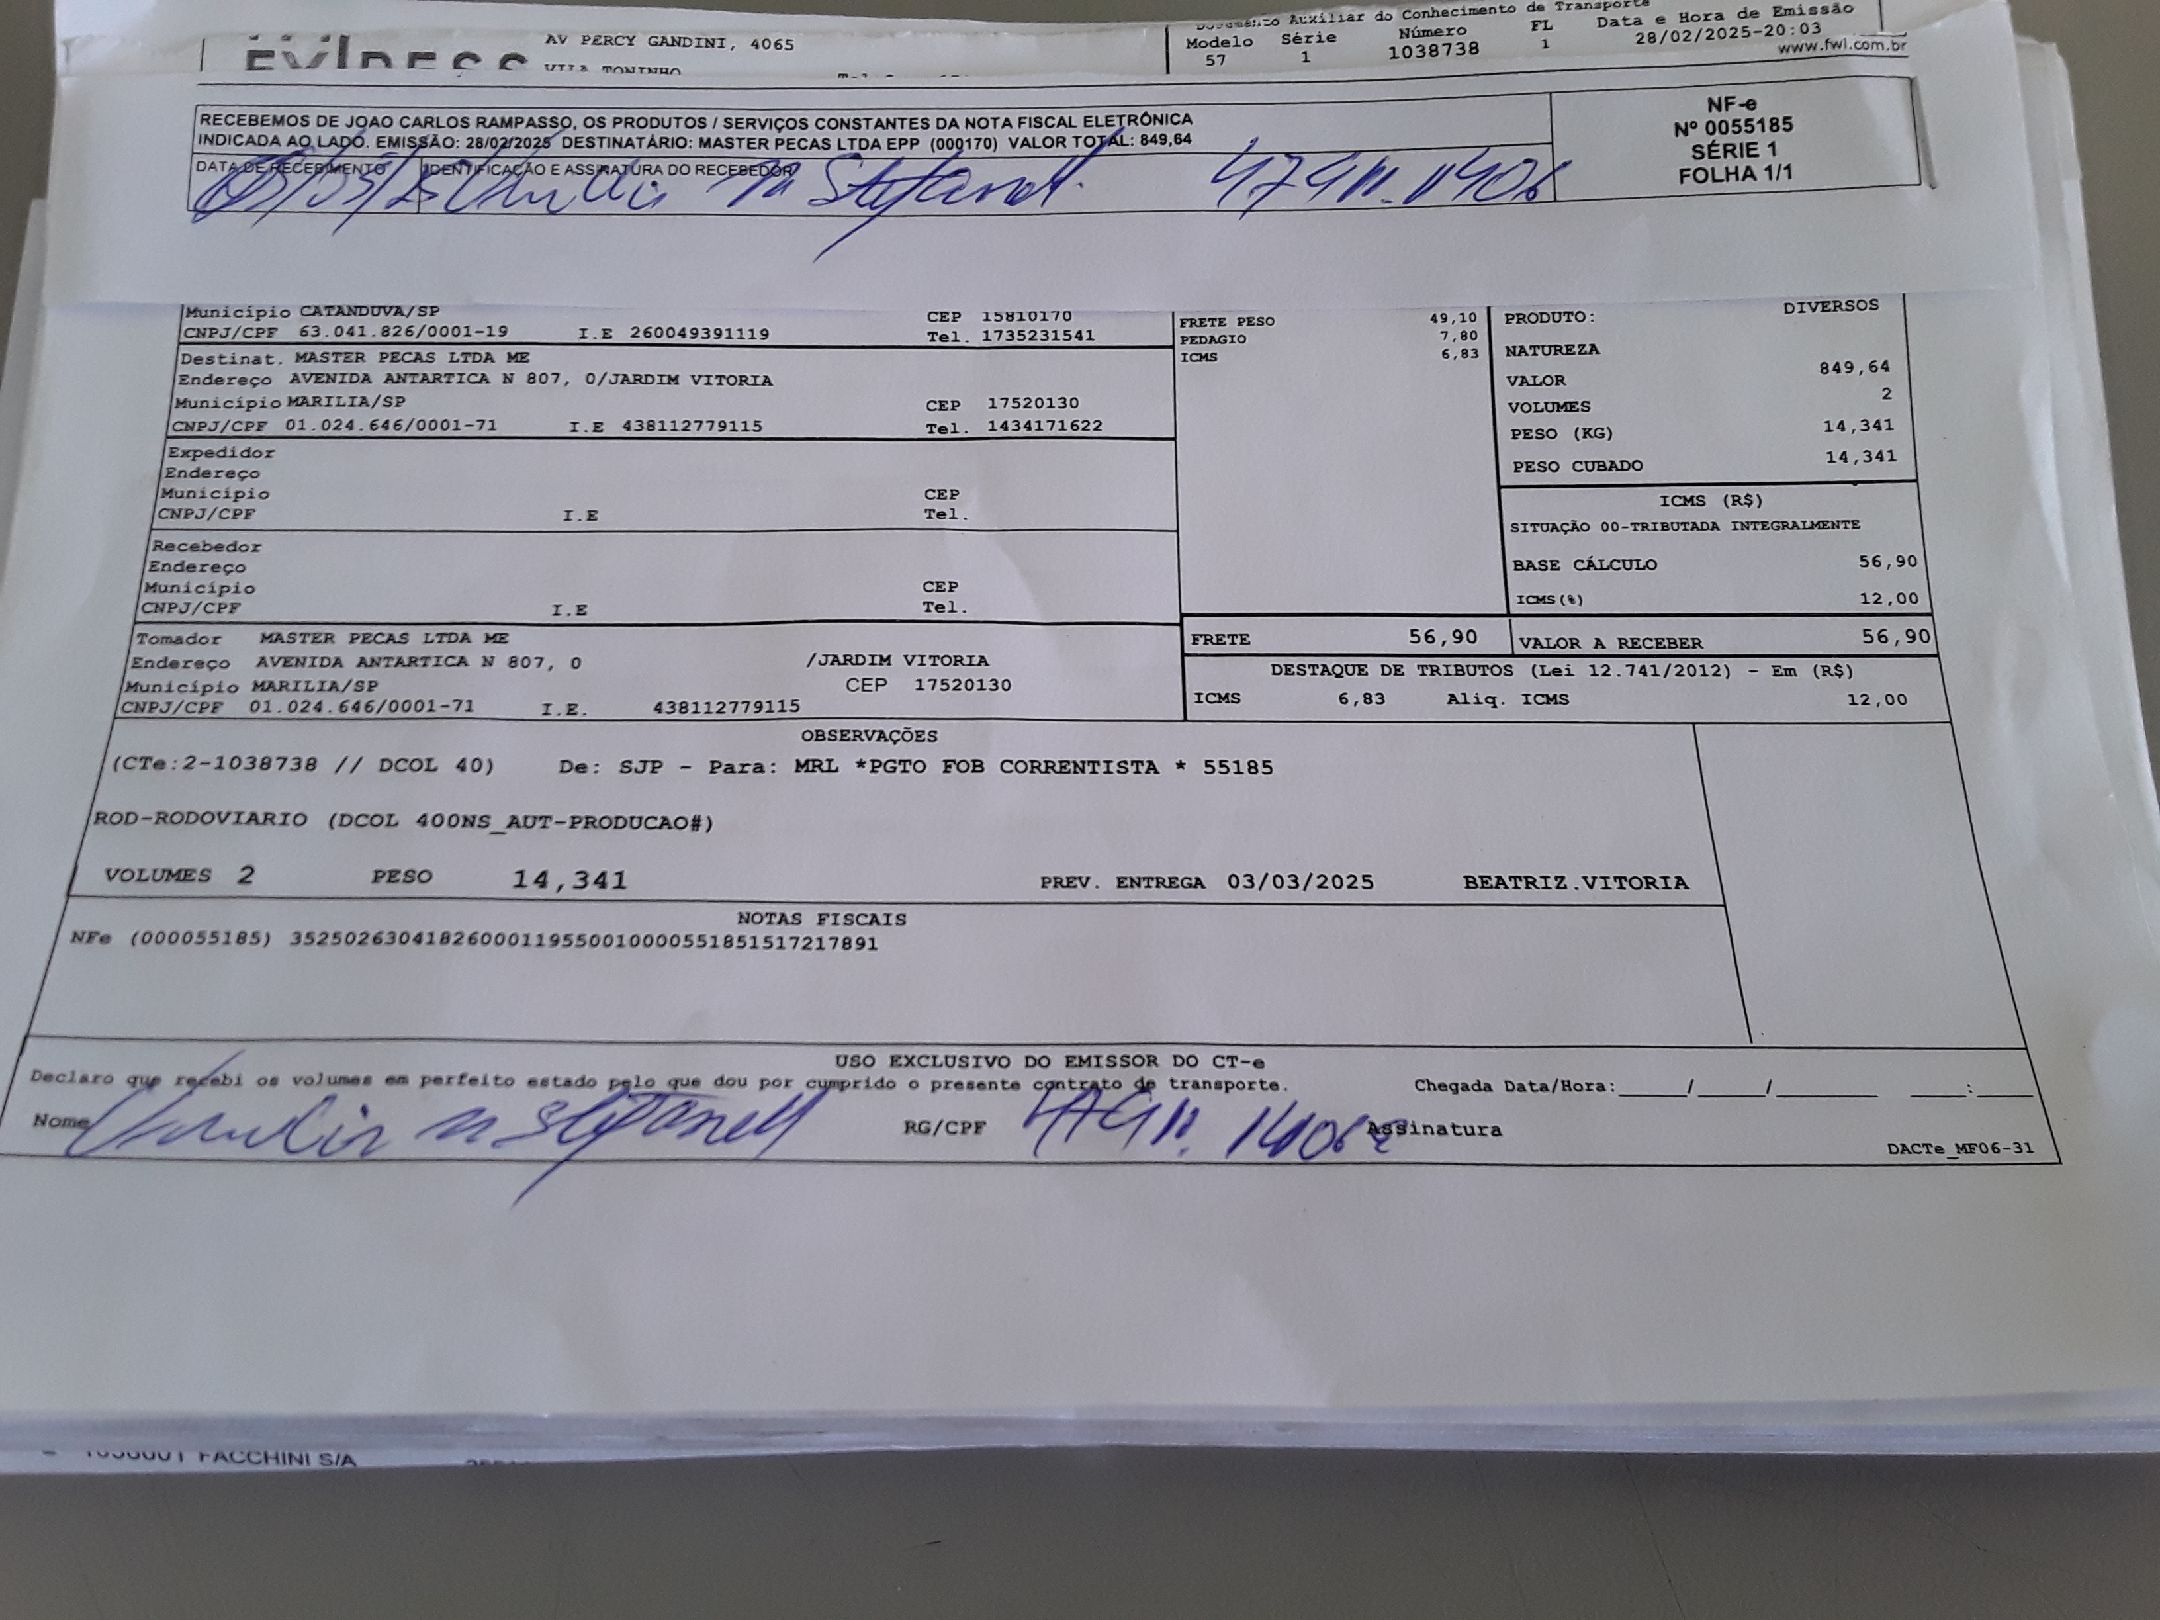 AV PERCY GANDINI, 4065
VILA TONINHO
Documento Auxiliar do Conhecimento de Transporte
Modelo Série Número FL Data e Hora de Emissão
57 1 1038738 1 28/02/2025-20:03
www.fwl.com.br
RECEBEMOS DE JOAO CARLOS RAMPASSO, OS PRODUTOS / SERVIÇOS CONSTANTES DA NOTA FISCAL ELETRÔNICA
INDICADA AO LADO. EMISSÃO: 28/02/2025 DESTINATÁRIO: MASTER PECAS LTDA EPP (000170) VALOR TOTAL: 849,64
DATA DE RECEBIMENTO IDENTIFICAÇÃO E ASSINATURA DO RECEBEDOR
NF-e
Nº 0055185
SÉRIE 1
FOLHA 1/1
Município CATANDUVA/SP CEP 15810170
CNPJ/CPF 63.041.826/0001-19 I.E 260049391119 Tel. 1735231541
Destinat. MASTER PECAS LTDA ME
Endereço AVENIDA ANTARTICA N 807, 0/JARDIM VITORIA
Município MARILIA/SP CEP 17520130
CNPJ/CPF 01.024.646/0001-71 I.E 438112779115 Tel. 1434171622
Expedidor
Endereço
Município CEP
CNPJ/CPF I.E Tel.
Recebedor
Endereço
Município CEP
CNPJ/CPF I.E Tel.
Tomador MASTER PECAS LTDA ME
Endereço AVENIDA ANTARTICA N 807, 0 /JARDIM VITORIA
Município MARILIA/SP CEP 17520130
CNPJ/CPF 01.024.646/0001-71 I.E. 438112779115
FRETE PESO 49,10
PEDAGIO 7,80
ICMS 6,83
PRODUTO: DIVERSOS
NATUREZA
VALOR 849,64
VOLUMES 2
PESO (KG) 14,341
PESO CUBADO 14,341
ICMS (R$)
SITUAÇÃO 00-TRIBUTADA INTEGRALMENTE
BASE CÁLCULO 56,90
ICMS(%) 12,00
FRETE 56,90 VALOR A RECEBER 56,90
DESTAQUE DE TRIBUTOS (Lei 12.741/2012) - Em (R$)
ICMS 6,83 Aliq. ICMS 12,00
OBSERVAÇÕES
(CTe:2-1038738 // DCOL 40) De: SJP - Para: MRL *PGTO FOB CORRENTISTA * 55185
ROD-RODOVIARIO (DCOL 400NS_AUT-PRODUCAO#)
VOLUMES 2 PESO 14,341 PREV. ENTREGA 03/03/2025 BEATRIZ.VITORIA
NOTAS FISCAIS
NFe (000055185) 35250263041826000119550010000551851517217891
USO EXCLUSIVO DO EMISSOR DO CT-e
Declaro que recebi os volumes em perfeito estado pelo que dou por cumprido o presente contrato de transporte. Chegada Data/Hora:_____/_____/_______ ____:____
Nome RG/CPF Assinatura
DACTe_MF06-31
FACCHINI S/A